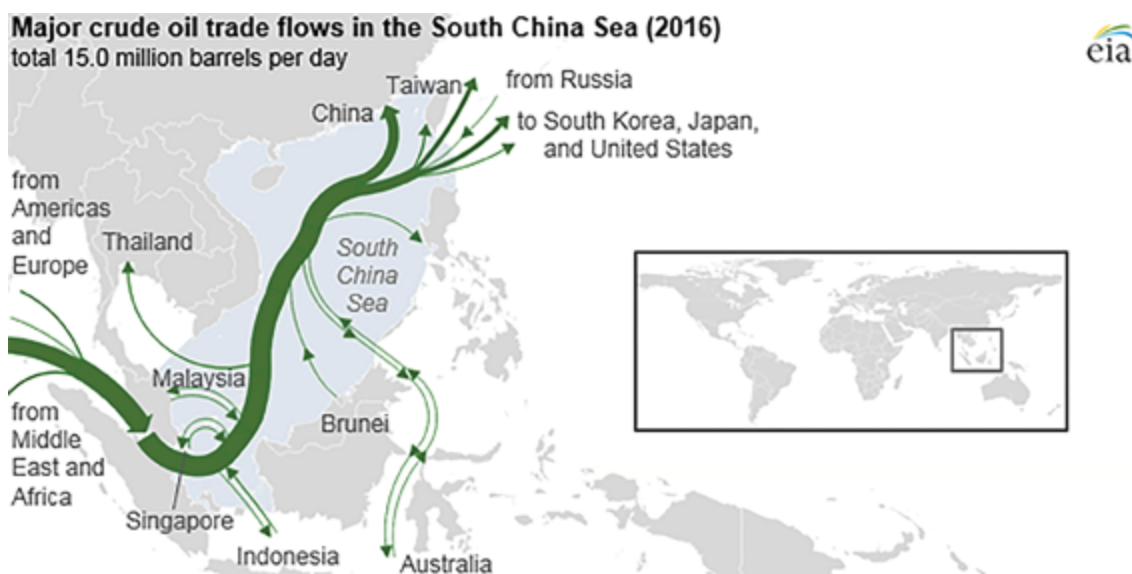 Major crude oil trade flows in the South China Sea (2016)
total 15.0 million barrels per day
eia
Taiwan
from Russia
China
to South Korea, Japan,
and United States
from
Americas
and
Europe
Thailand
South
China
Sea
Malaysia
Brunei
from
Middle
East and
Africa
Singapore
Indonesia
Australia